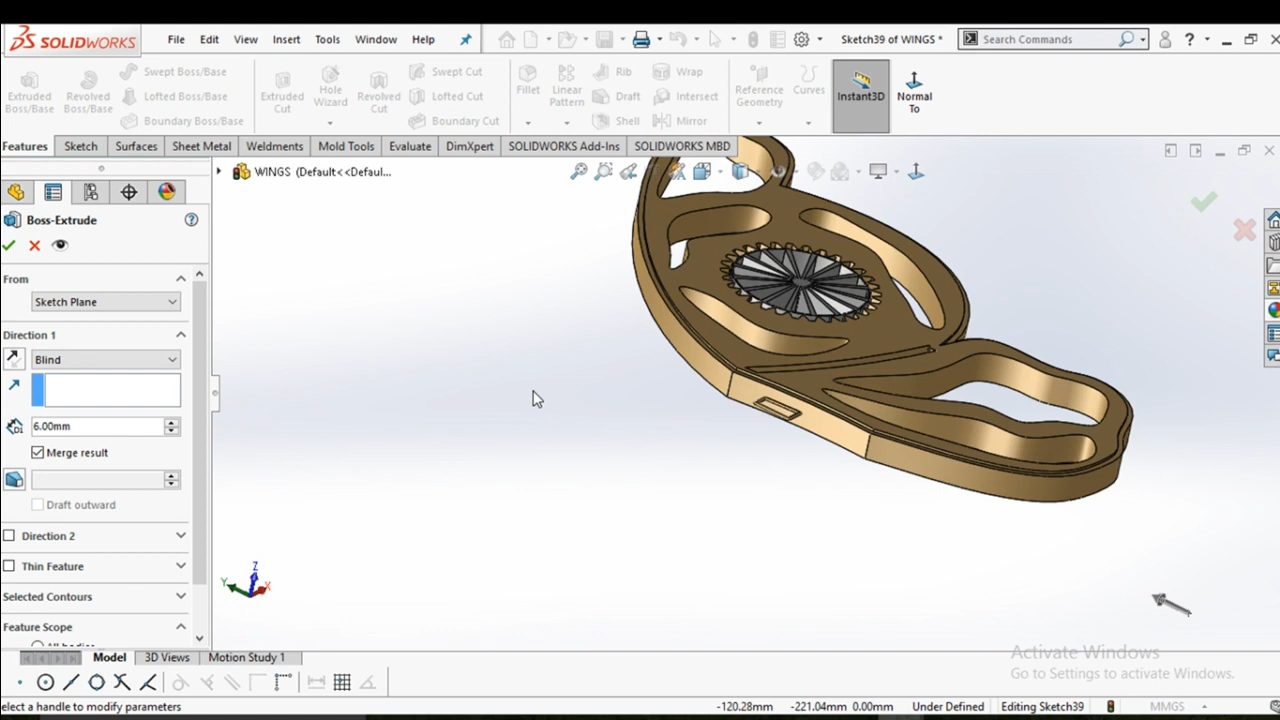 SOLIDWORKS File Edit View Insert Tools Window Help Sketch39 of WINGS * Search Commands ?
Extruded Boss/Base Revolved Boss/Base Swept Boss/Base Lofted Boss/Base Boundary Boss/Base Extruded Cut Hole Wizard Revolved Cut Swept Cut Lofted Cut Boundary Cut Fillet Linear Pattern Rib Draft Shell Wrap Intersect Mirror Reference Geometry Curves Instant3D Normal To
Features Sketch Surfaces Sheet Metal Weldments Mold Tools Evaluate DimXpert SOLIDWORKS Add-Ins SOLIDWORKS MBD
WINGS (Default<<Defaul...
Boss-Extrude
From
Sketch Plane
Direction 1
Blind
6.00mm
Merge result
Draft outward
Direction 2
Thin Feature
Selected Contours
Feature Scope
Z
Y X
Activate Windows
Go to Settings to activate Windows.
Model 3D Views Motion Study 1
elect a handle to modify parameters -120.28mm -221.04mm 0.00mm Under Defined Editing Sketch39 MMGS